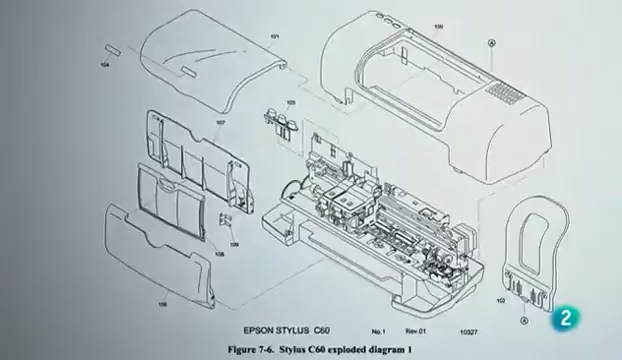 100
A
101
104
105
107
109
108
106
102
A
2
EPSON STYLUS C60 No.1 Rev.01 10327
Figure 7-6. Stylus C60 exploded diagram 1